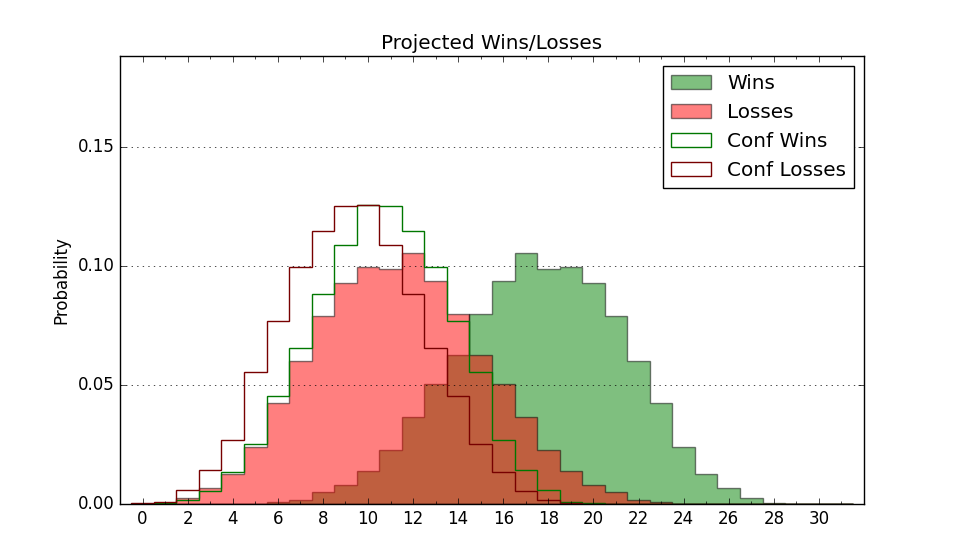 Projected Wins/Losses
Wins
Losses
Conf Wins
Conf Losses
Probability
0.15
0.10
0.05
0.00
0 2 4 6 8 10 12 14 16 18 20 22 24 26 28 30